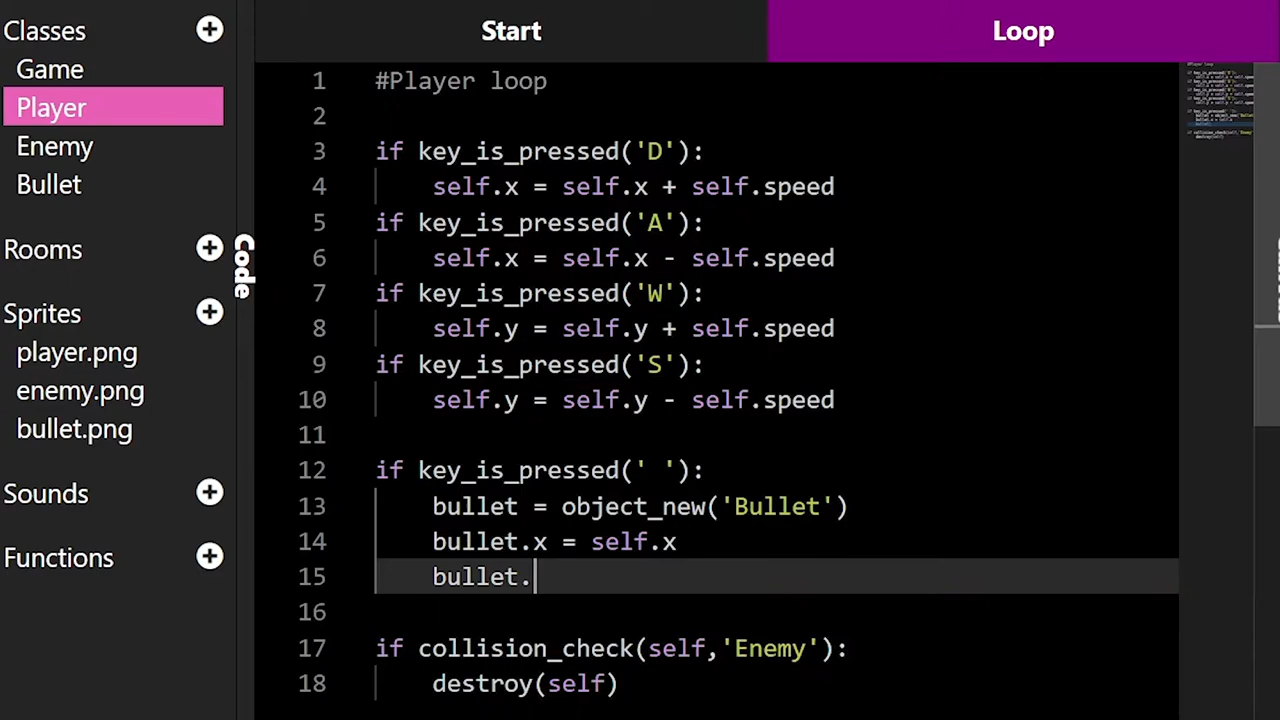 Classes
Game
Player
Enemy
Bullet
Rooms
Sprites
player.png
enemy.png
bullet.png
Sounds
Functions
Code
Start Loop
1 #Player loop
2
3 if key_is_pressed('D'):
4 self.x = self.x + self.speed
5 if key_is_pressed('A'):
6 self.x = self.x - self.speed
7 if key_is_pressed('W'):
8 self.y = self.y + self.speed
9 if key_is_pressed('S'):
10 self.y = self.y - self.speed
11
12 if key_is_pressed(' '):
13 bullet = object_new('Bullet')
14 bullet.x = self.x
15 bullet.
16
17 if collision_check(self,'Enemy'):
18 destroy(self)